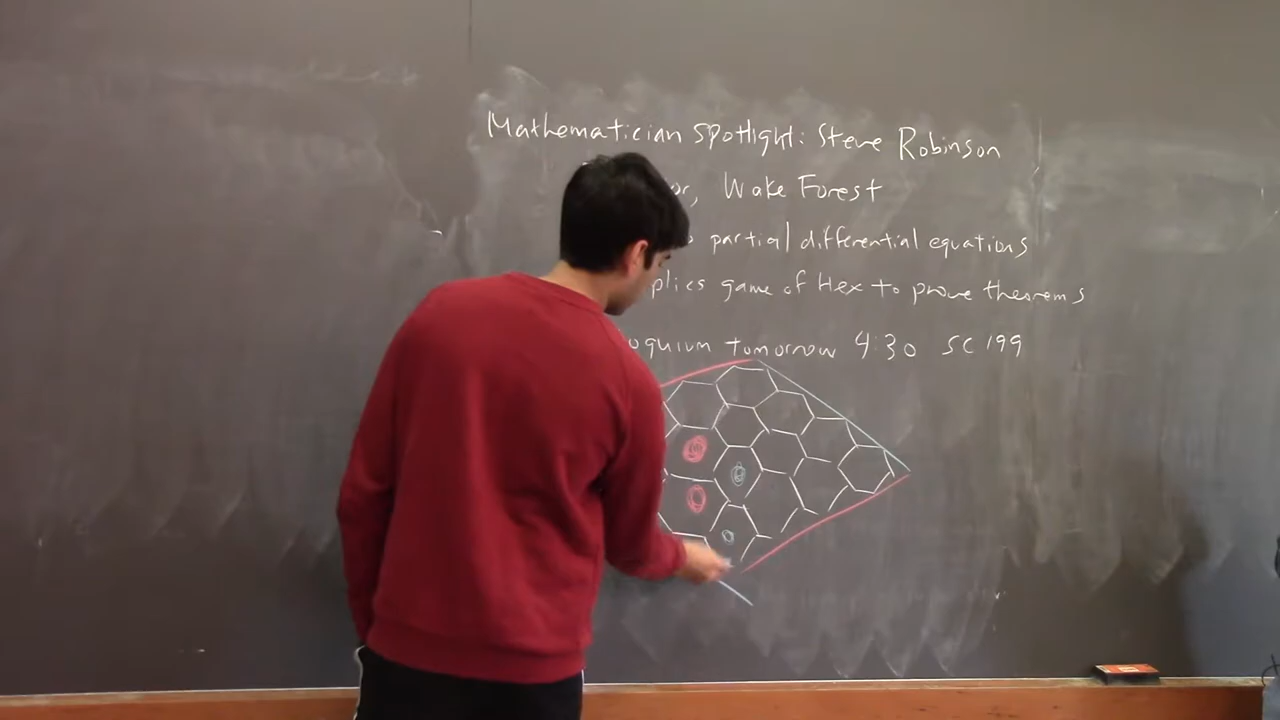 Mathematician Spotlight: Steve Robinson
or, Wake Forest
partial differential equations
plies game of Hex to prove theorems
oquium tomorrow 4:30 SC 199